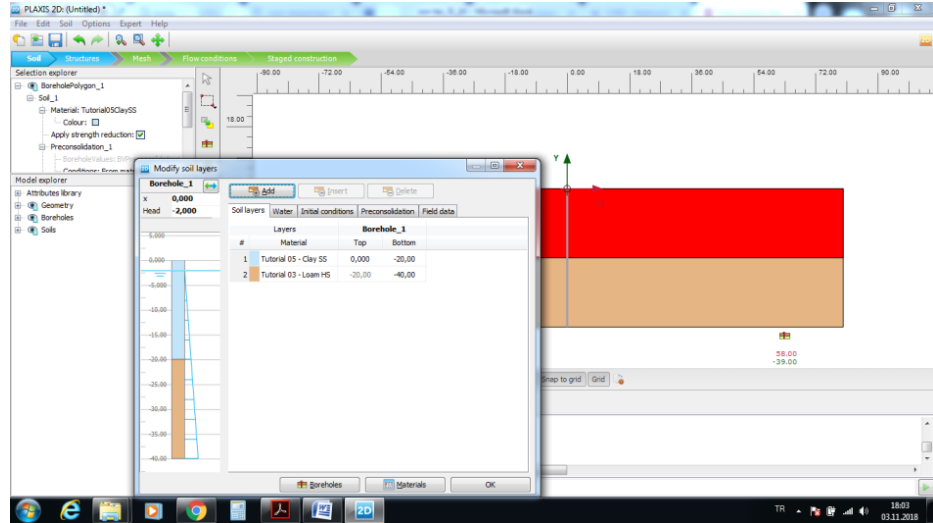 PLAXIS 2D: (Untitled) *
File Edit Soil Options Expert Help
Soil Structures Mesh Flow conditions Staged construction
Selection explorer
BoreholePolygon_1
Soil_1
Material: Tutorial05ClaySS
Colour:
Apply strength reduction:
Preconsolidation_1
Model explorer
Attributes library
Geometry
Boreholes
Soils
-90.00 -72.00 -54.00 -36.00 -18.00 0.00 18.00 36.00 54.00 72.00 90.00
18.00
Y
Modify soil layers
Borehole_1
x 0,000
Head -2,000
Add Insert Delete
Soil layers Water Initial conditions Preconsolidation Field data
Layers Borehole_1
# Material Top Bottom
1 Tutorial 05 - Clay SS 0,000 -20,00
2 Tutorial 03 - Loam HS -20,00 -40,00
5.000
0.000
-5.000
-10.00
-15.00
-20.00
-25.00
-30.00
-35.00
-40.00
Boreholes Materials OK
58.00
-39.00
Snap to grid Grid
2D
TR
18:03
03.11.2018